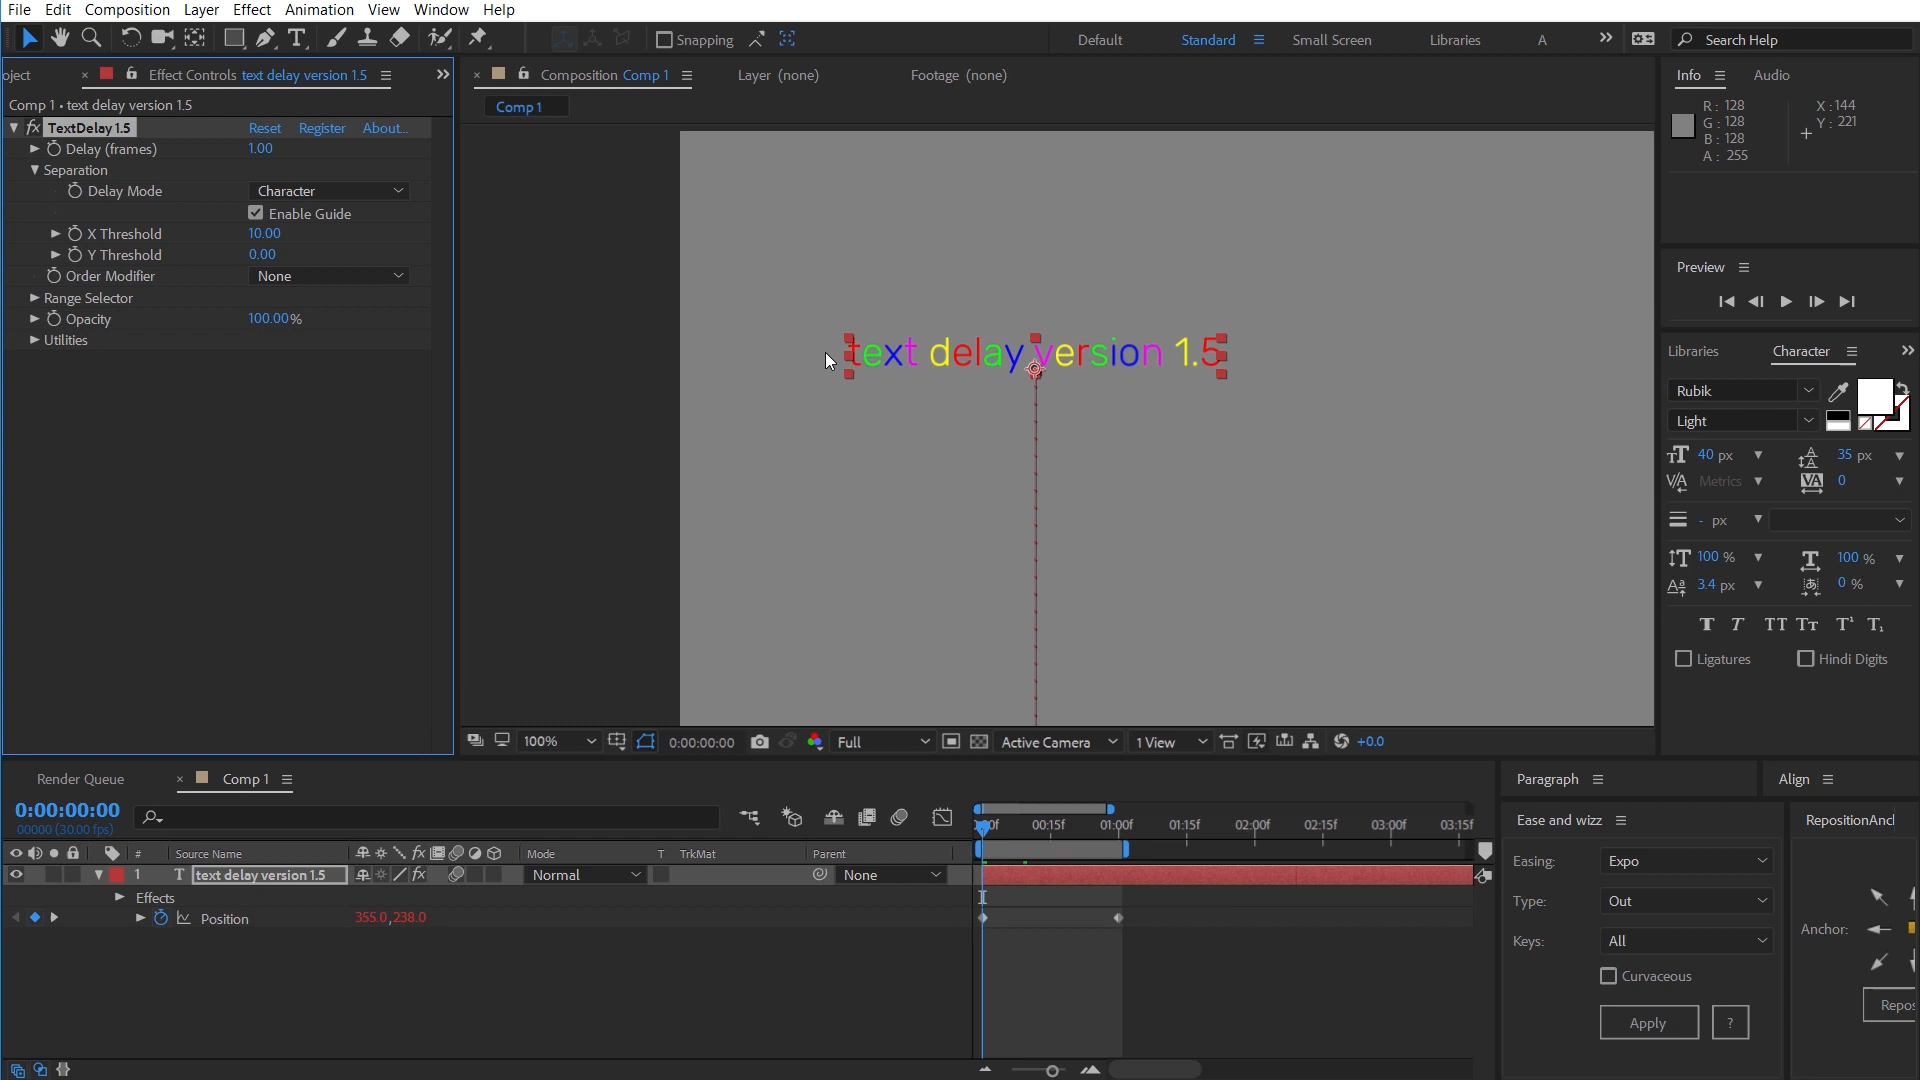 File Edit Composition Layer Effect Animation View Window Help
Snapping
Default Standard Small Screen Libraries A
Search Help
oject
Effect Controls text delay version 1.5
Composition Comp 1
Layer (none)
Footage (none)
Info Audio
Comp 1 • text delay version 1.5
Comp 1
R: 128
G: 128
B: 128
A: 255
X: 144
Y: 221
fx TextDelay 1.5 Reset Register About...
Delay (frames) 1.00
Separation
Delay Mode Character
Enable Guide
X Threshold 10.00
Y Threshold 0.00
Order Modifier None
Range Selector
Opacity 100.00%
Utilities
text delay version 1.5
Preview
Libraries Character
Rubik
Light
40 px 35 px
Metrics 0
- px
100 % 100 %
3.4 px 0 %
T T TT Tт T¹ T₁
Ligatures Hindi Digits
100% 0:00:00:00 Full Active Camera 1 View +0.0
Render Queue Comp 1
0:00:00:00
00000 (30.00 fps)
00f 00:15f 01:00f 01:15f 02:00f 02:15f 03:00f 03:15f
# Source Name fx Mode T TrkMat Parent
1 T text delay version 1.5 fx Normal None
Effects
Position 355.0,238.0
Paragraph Align
Ease and wizz RepositionAncl
Easing: Expo
Type: Out
Keys: All
Curvaceous
Apply ?
Anchor:
Repos